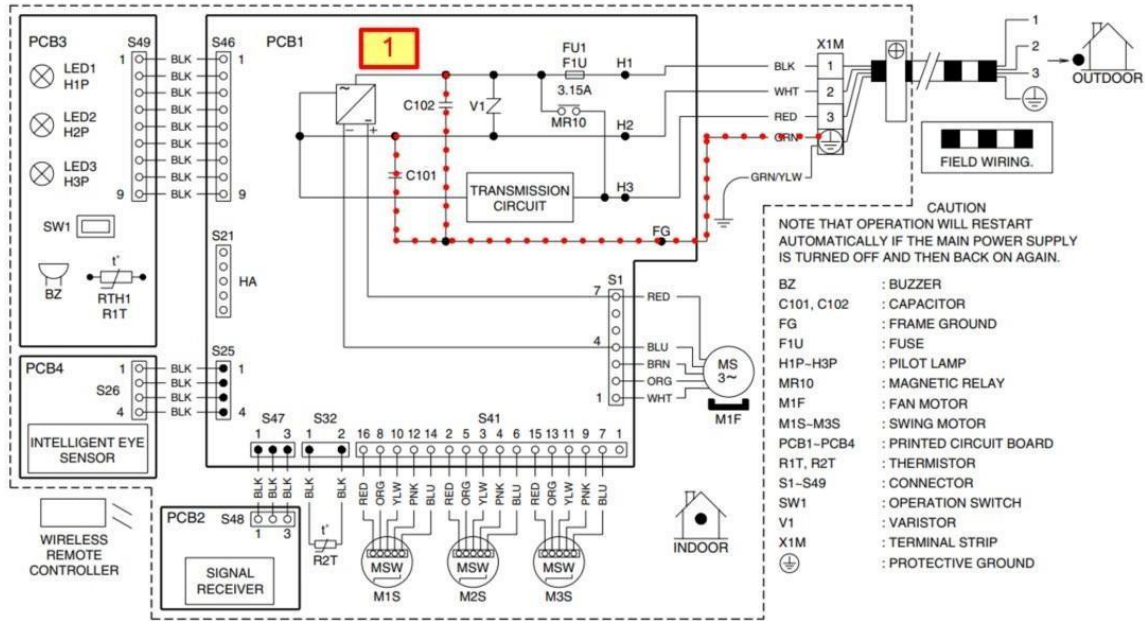 PCB3
S49
S46
PCB1
1
FU1
F1U
3.15A
H1
X1M
1
2
3
OUTDOOR
LED1
H1P
LED2
H2P
LED3
H3P
1
9
BLK
BLK
BLK
BLK
BLK
BLK
BLK
BLK
BLK
1
9
C102
V1
MR10
H2
C101
TRANSMISSION
CIRCUIT
H3
FG
BLK
WHT
RED
GRN
1
2
3
GRN/YLW
FIELD WIRING.
SW1
BZ
t°
RTH1
R1T
S21
HA
CAUTION
NOTE THAT OPERATION WILL RESTART
AUTOMATICALLY IF THE MAIN POWER SUPPLY
IS TURNED OFF AND THEN BACK ON AGAIN.
BZ : BUZZER
C101, C102 : CAPACITOR
FG : FRAME GROUND
F1U : FUSE
H1P~H3P : PILOT LAMP
MR10 : MAGNETIC RELAY
M1F : FAN MOTOR
M1S~M3S : SWING MOTOR
PCB1~PCB4 : PRINTED CIRCUIT BOARD
R1T, R2T : THERMISTOR
S1~S49 : CONNECTOR
SW1 : OPERATION SWITCH
V1 : VARISTOR
X1M : TERMINAL STRIP
: PROTECTIVE GROUND
S1
7
4
1
RED
BLU
BRN
ORG
WHT
MS
3~
M1F
PCB4
S26
1
4
BLK
BLK
BLK
BLK
S25
1
4
INTELLIGENT EYE
SENSOR
S47
1 3
S32
1 2
S41
16 8 10 12 14 2 5 3 4 6 15 13 11 9 7 1
BLK BLK BLK BLK BLK
RED ORG YLW PNK BLU RED ORG YLW PNK BLU RED ORG YLW PNK BLU
WIRELESS
REMOTE
CONTROLLER
PCB2
S48
1 3
SIGNAL
RECEIVER
t°
R2T
MSW
M1S
MSW
M2S
MSW
M3S
INDOOR